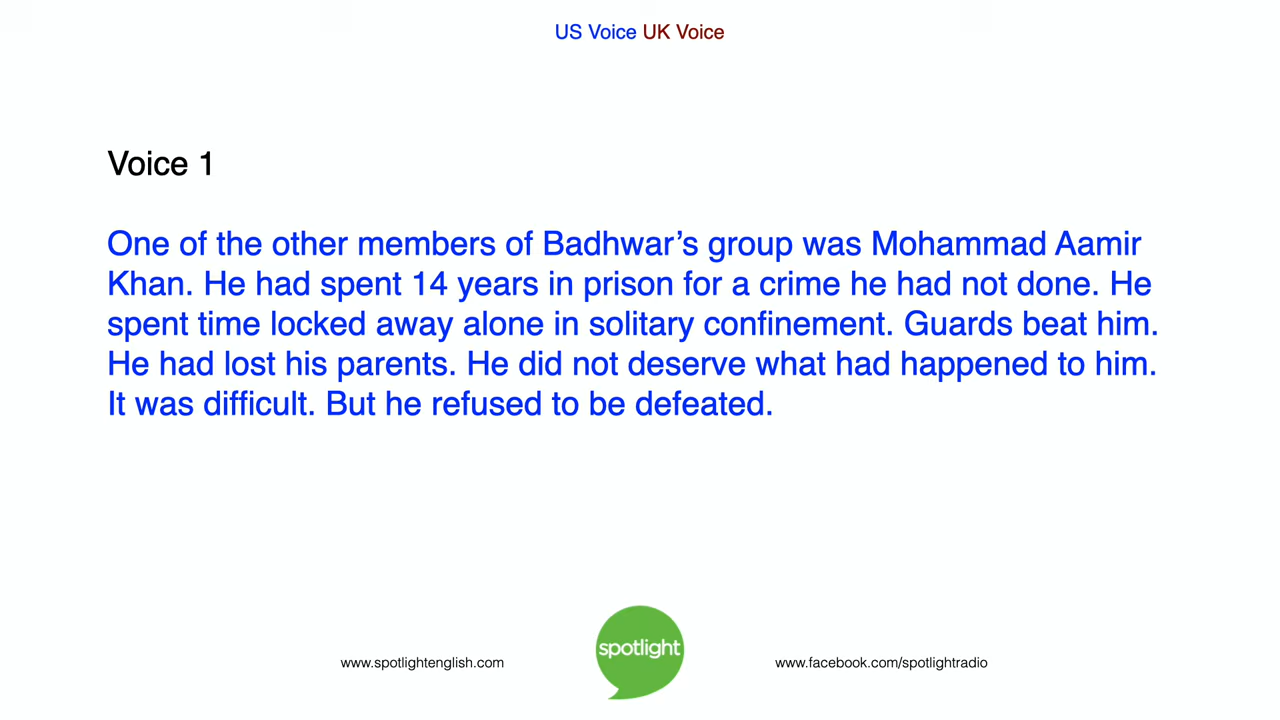 US Voice UK Voice
Voice 1
One of the other members of Badhwar’s group was Mohammad Aamir
Khan. He had spent 14 years in prison for a crime he had not done. He
spent time locked away alone in solitary confinement. Guards beat him.
He had lost his parents. He did not deserve what had happened to him.
It was difficult. But he refused to be defeated.
www.spotlightenglish.com
spotlight
www.facebook.com/spotlightradio